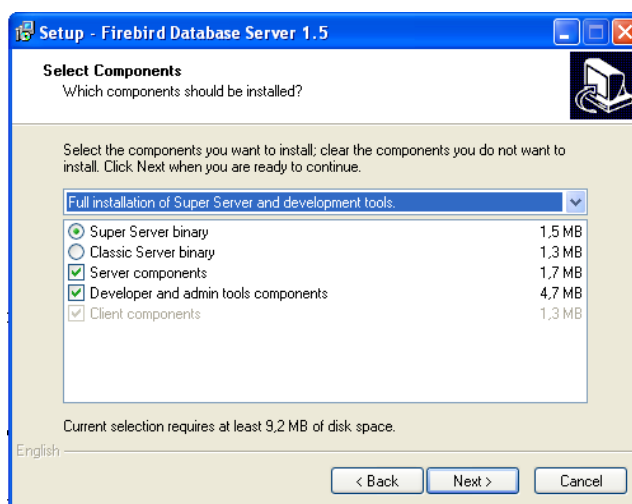 Setup - Firebird Database Server 1.5
Select Components
Which components should be installed?
Select the components you want to install; clear the components you do not want to
install. Click Next when you are ready to continue.
Full installation of Super Server and development tools.
Super Server binary 1,5 MB
Classic Server binary 1,3 MB
Server components 1,7 MB
Developer and admin tools components 4,7 MB
Client components 1,3 MB
Current selection requires at least 9,2 MB of disk space.
English
< Back Next > Cancel